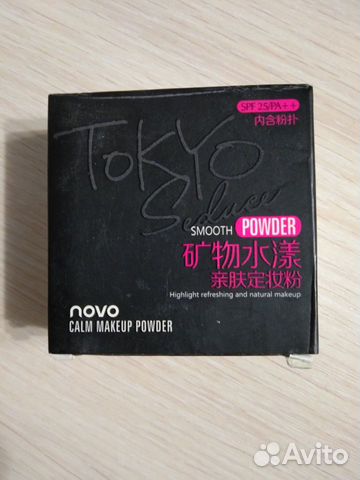 SPF 25/PA++
内含粉扑
TOKYO
Seduce
SMOOTH POWDER
矿物水漾
亲肤定妆粉
Highlight refreshing and natural makeup
novo
CALM MAKEUP POWDER
Avito